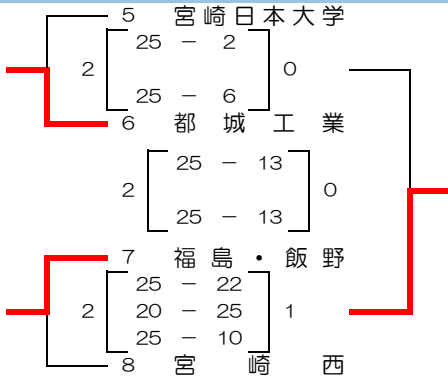 5 宮崎日本大学
25 － 2
2 0
25 － 6
6 都城工業
25 － 13
2 0
25 － 13
7 福島・飯野
25 － 22
2 20 － 25 1
25 － 10
8 宮崎西